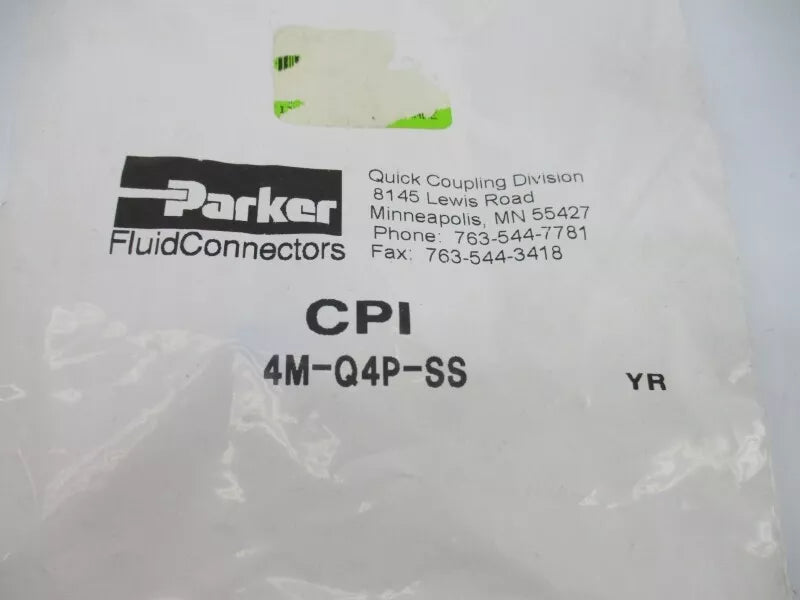 Parker
FluidConnectors
Quick Coupling Division
8145 Lewis Road
Minneapolis, MN 55427
Phone: 763-544-7781
Fax: 763-544-3418
CPI
4M-Q4P-SS
YR